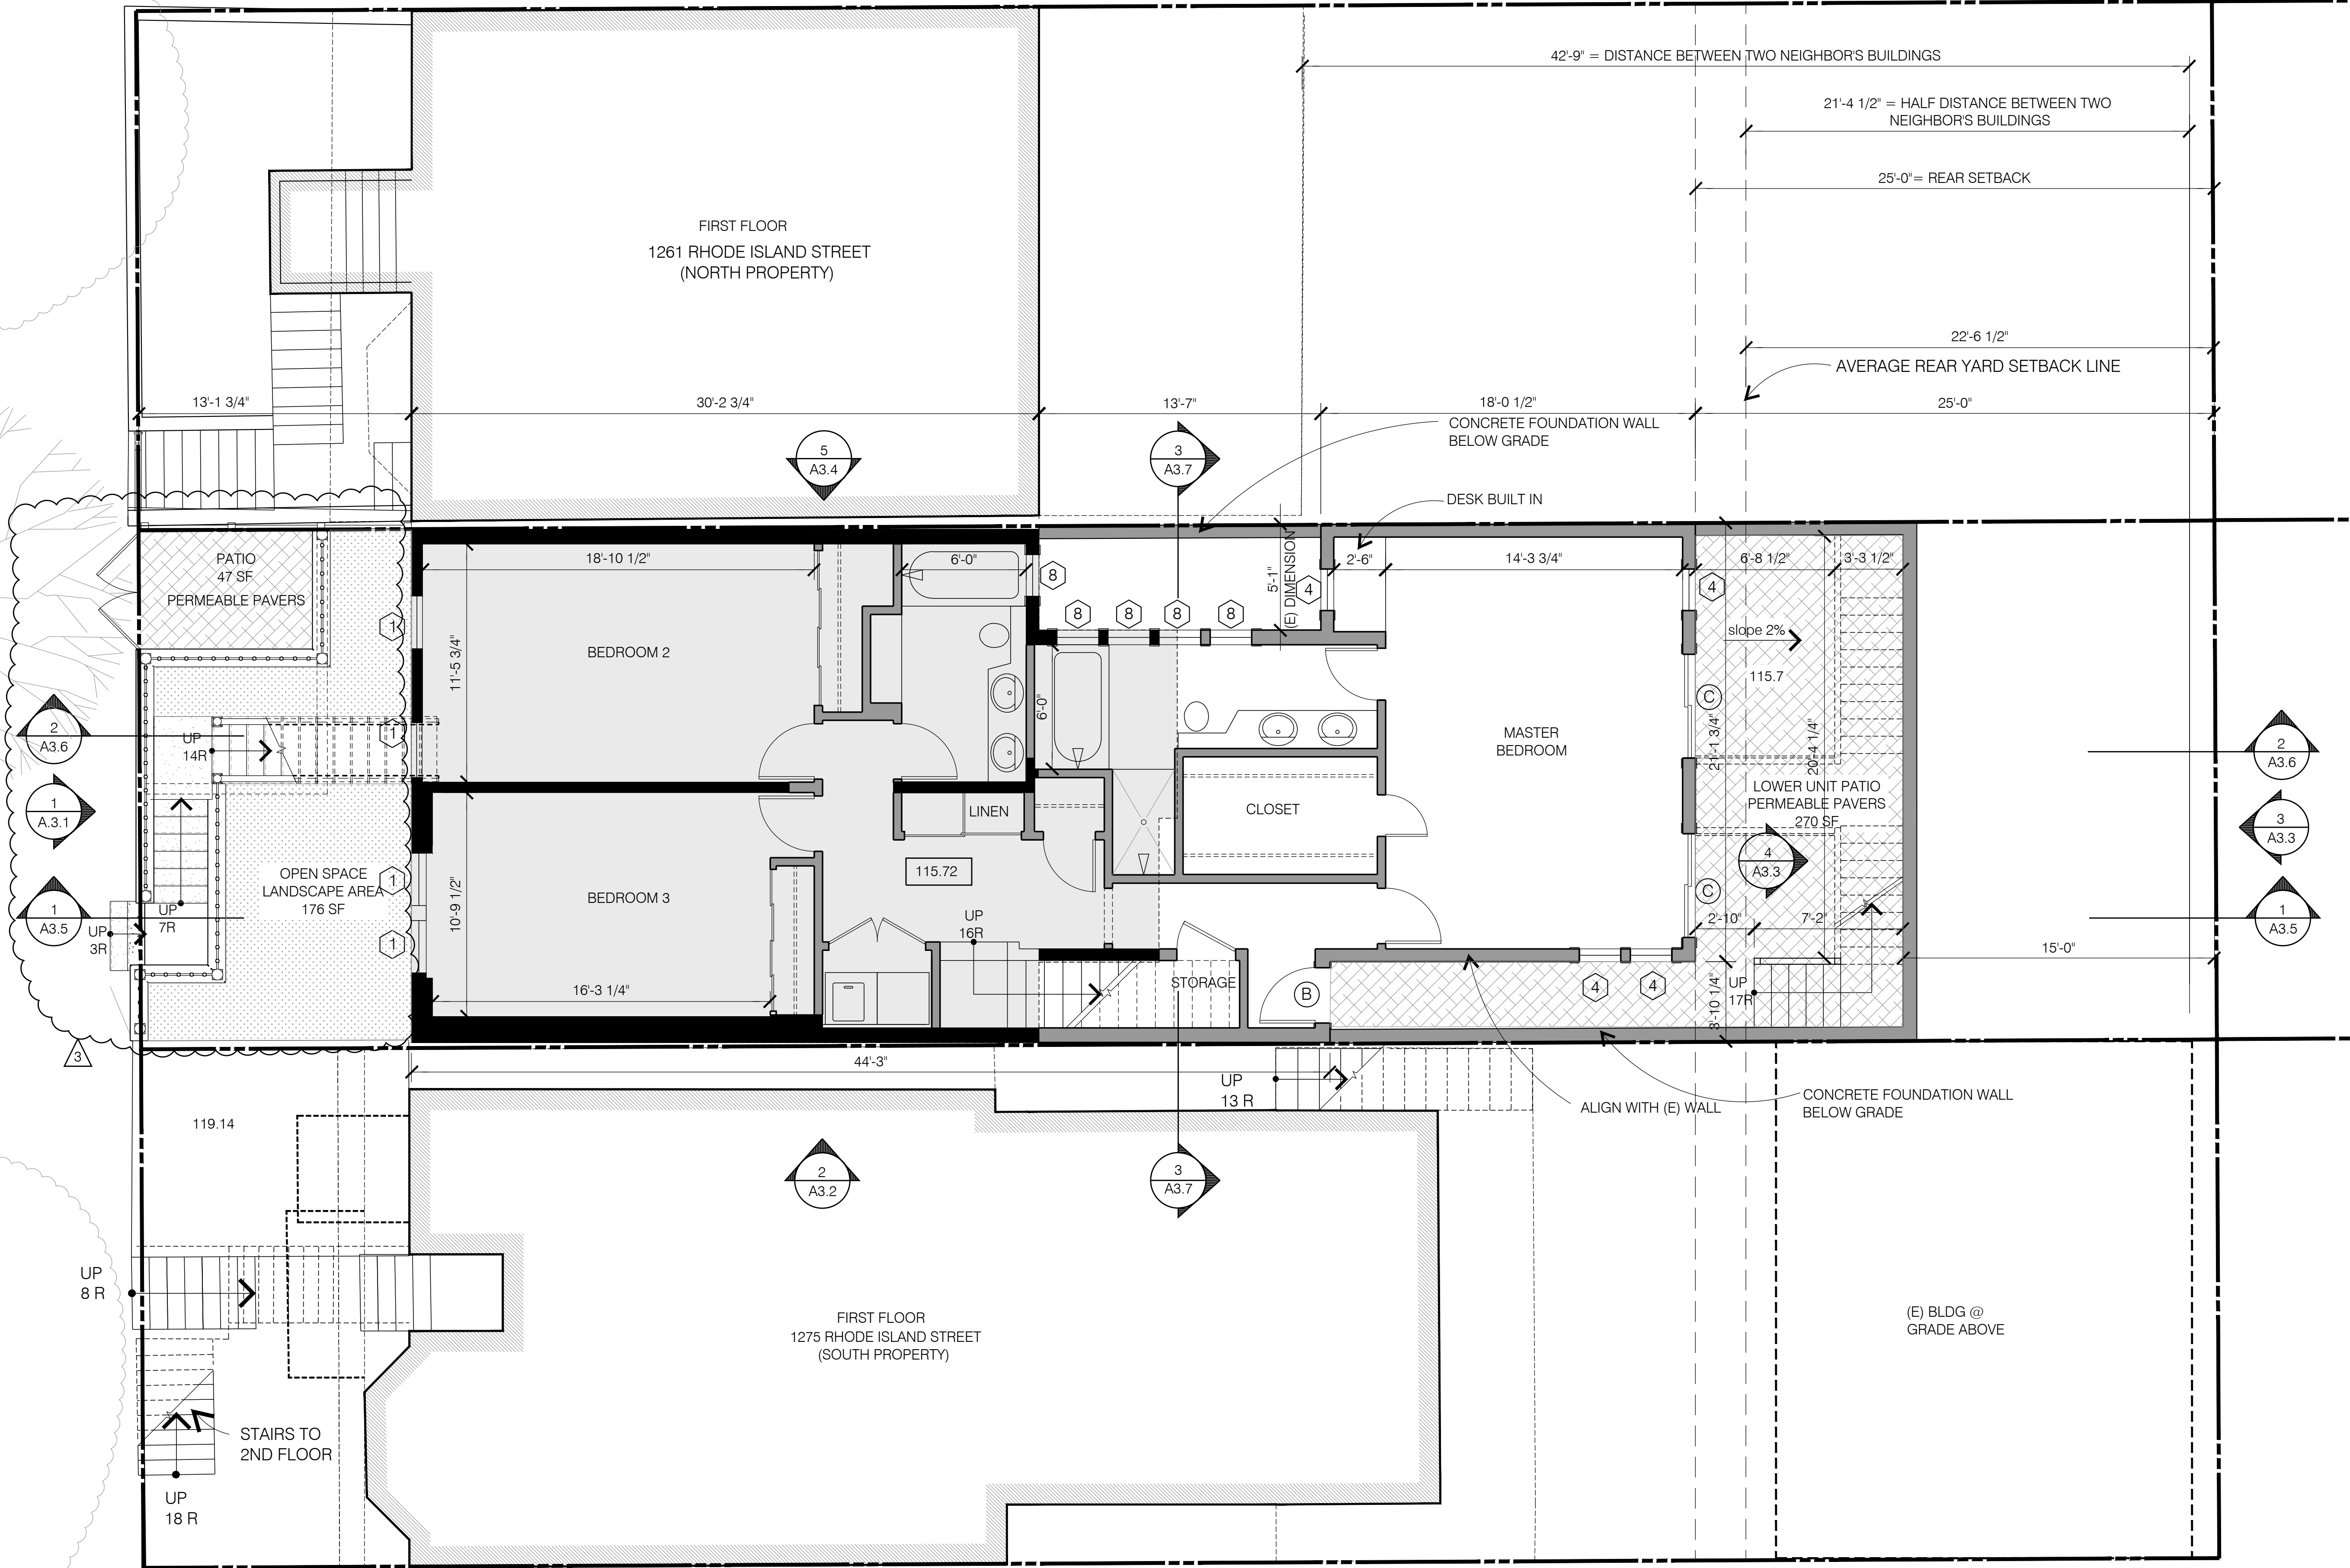 42'-9" = DISTANCE BETWEEN TWO NEIGHBOR'S BUILDINGS
21'-4 1/2" = HALF DISTANCE BETWEEN TWO
NEIGHBOR'S BUILDINGS
25'-0"= REAR SETBACK
FIRST FLOOR
1261 RHODE ISLAND STREET
(NORTH PROPERTY)
22'-6 1/2"
AVERAGE REAR YARD SETBACK LINE
13'-1 3/4"
30'-2 3/4"
13'-7"
18'-0 1/2"
25'-0"
CONCRETE FOUNDATION WALL
BELOW GRADE
5
A3.4
3
A3.7
DESK BUILT IN
PATIO
47 SF
PERMEABLE PAVERS
18'-10 1/2"
6'-0"
8
5'-1"
(E) DIMENSION
4
2'-6"
14'-3 3/4"
6'-8 1/2"
3'-3 1/2"
4
8
8
8
8
1
11'-5 3/4"
BEDROOM 2
slope 2%
115.7
6'-0"
C
2
A3.6
UP
14R
1
MASTER
BEDROOM
21'-1 3/4"
20'-4 1/4"
2
A3.6
1
A.3.1
LINEN
CLOSET
LOWER UNIT PATIO
PERMEABLE PAVERS
270 SF
3
A3.3
4
A3.3
OPEN SPACE
LANDSCAPE AREA
176 SF
1
10'-9 1/2"
BEDROOM 3
115.72
C
1
A3.5
UP
7R
UP
3R
1
UP
16R
2'-10"
7'-2"
1
A3.5
15'-0"
16'-3 1/4"
STORAGE
B
4
4
3'-10 1/4"
UP
17R
3
44'-3"
UP
13 R
ALIGN WITH (E) WALL
CONCRETE FOUNDATION WALL
BELOW GRADE
119.14
2
A3.2
3
A3.7
UP
8 R
FIRST FLOOR
1275 RHODE ISLAND STREET
(SOUTH PROPERTY)
(E) BLDG @
GRADE ABOVE
STAIRS TO
2ND FLOOR
UP
18 R